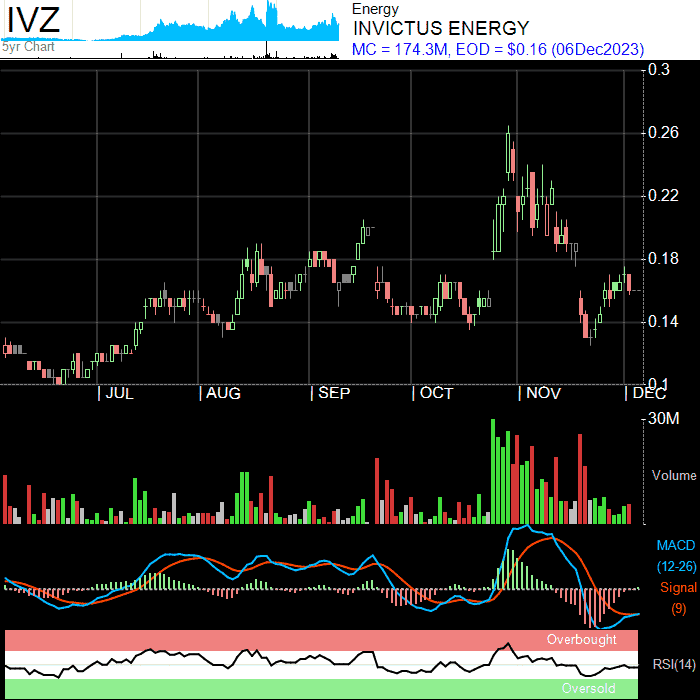 IVZ
5yr Chart
Energy
INVICTUS ENERGY
MC = 174.3M, EOD = $0.16 (06Dec2023)
0.3
0.26
0.22
0.18
0.14
0.1
| JUL | AUG | SEP | OCT | NOV | DEC
30M
Volume
MACD
(12-26)
Signal
(9)
Overbought
RSI(14)
Oversold